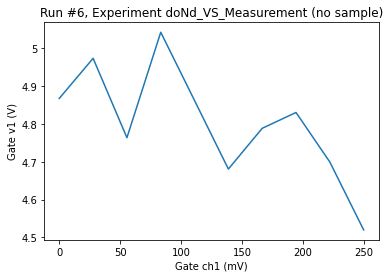 Run #6, Experiment doNd_VS_Measurement (no sample)
Gate v1 (V)
5
4.9
4.8
4.7
4.6
4.5
0 50 100 150 200 250
Gate ch1 (mV)